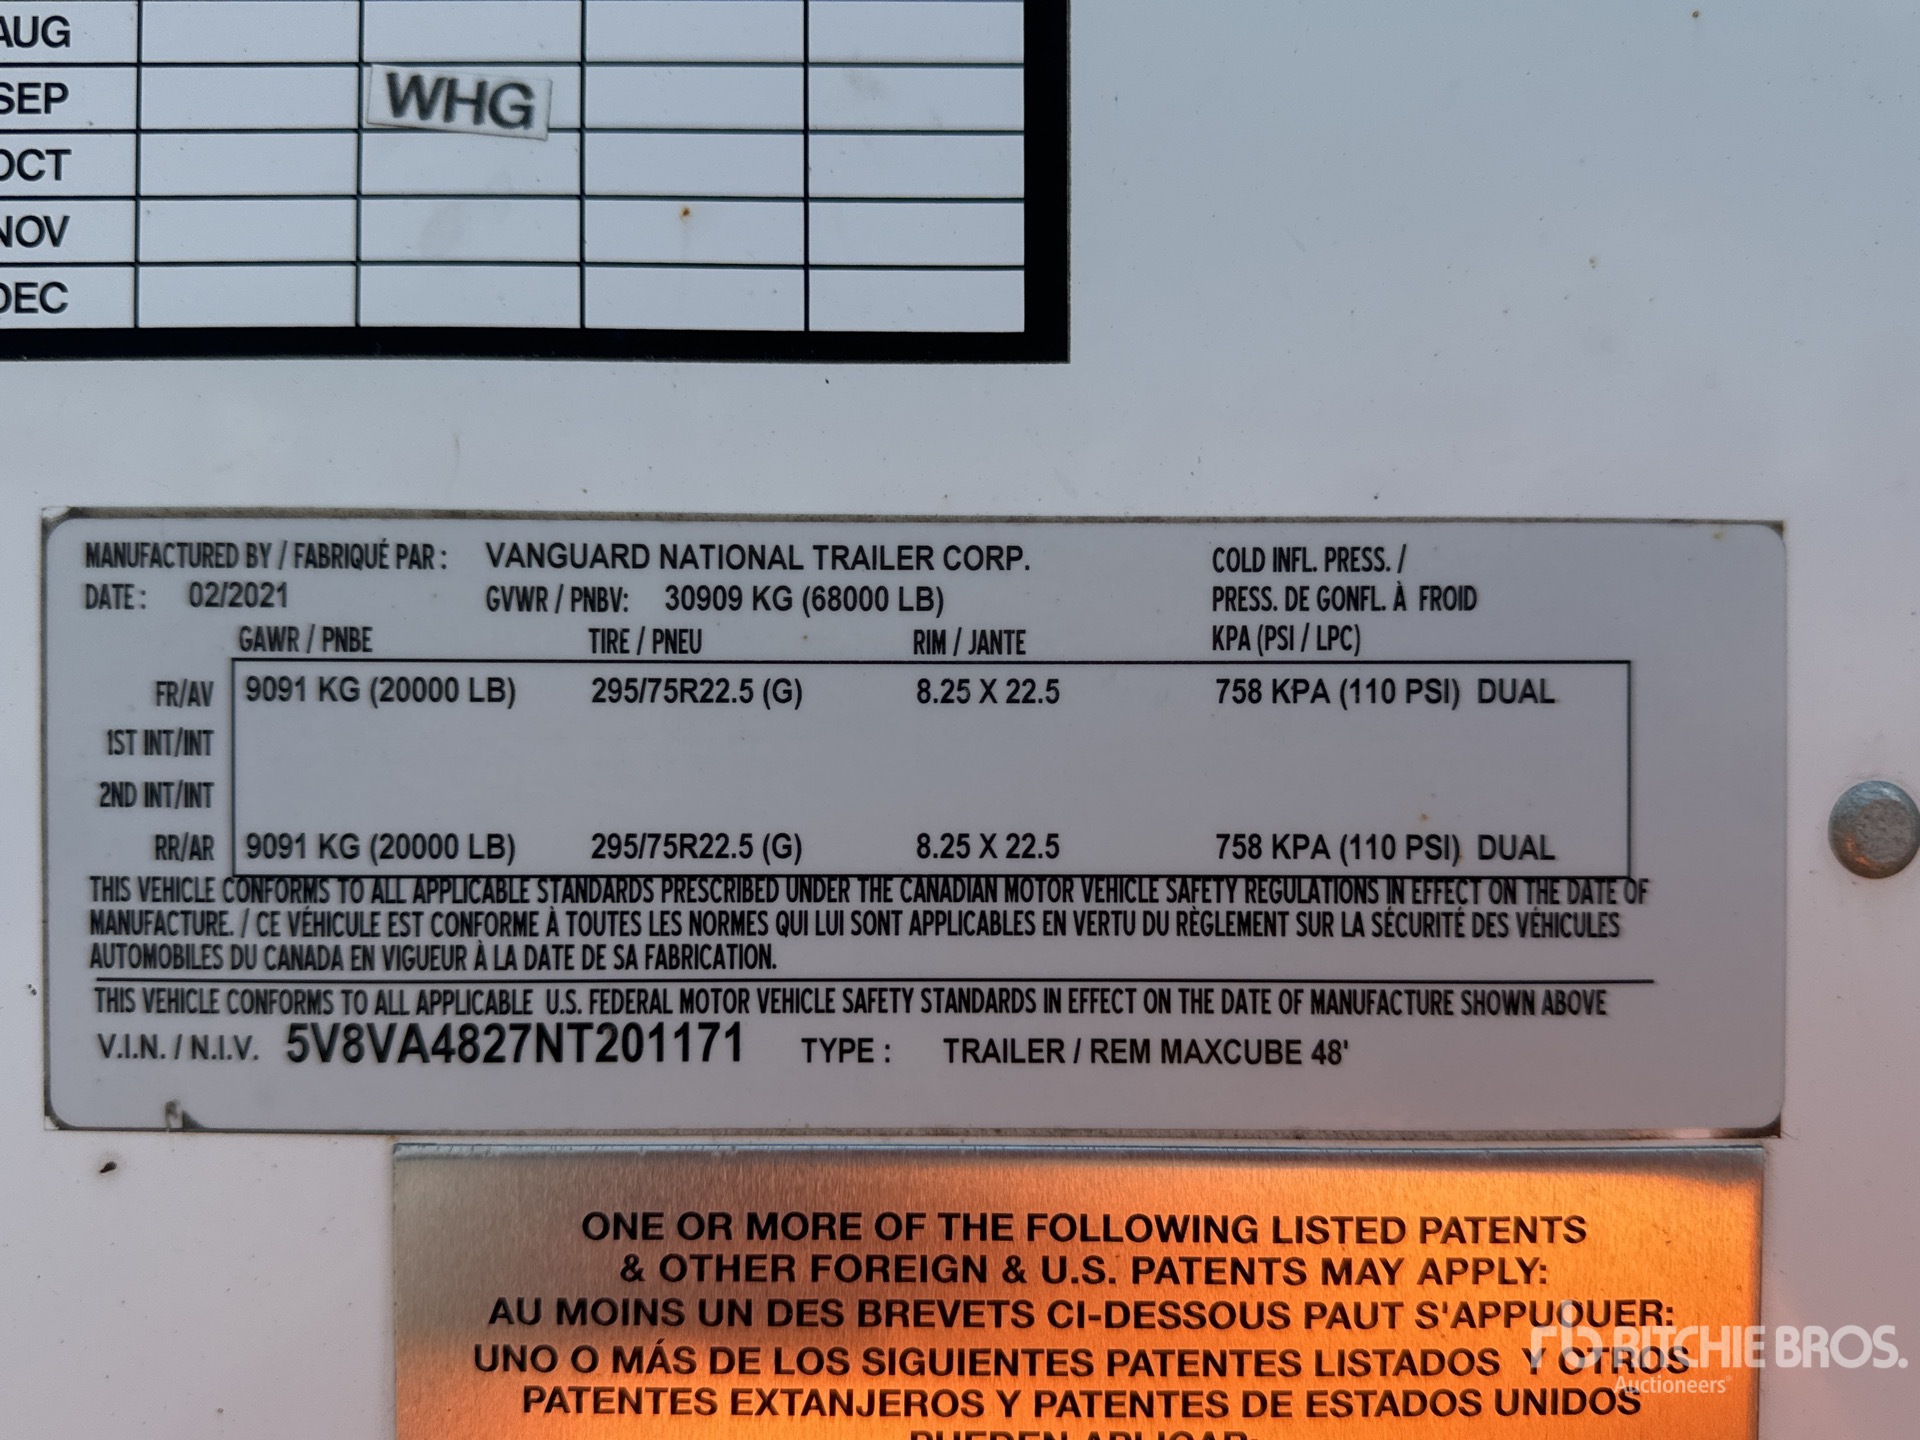 AUG
SEP WHG
OCT
NOV
DEC
MANUFACTURED BY / FABRIQUÉ PAR : VANGUARD NATIONAL TRAILER CORP. COLD INFL. PRESS. /
DATE : 02/2021 GVWR / PNBV: 30909 KG (68000 LB) PRESS. DE GONFL. À FROID
GAWR / PNBE TIRE / PNEU RIM / JANTE KPA (PSI / LPC)
FR/AV 9091 KG (20000 LB) 295/75R22.5 (G) 8.25 X 22.5 758 KPA (110 PSI) DUAL
1ST INT/INT
2ND INT/INT
RR/AR 9091 KG (20000 LB) 295/75R22.5 (G) 8.25 X 22.5 758 KPA (110 PSI) DUAL
THIS VEHICLE CONFORMS TO ALL APPLICABLE STANDARDS PRESCRIBED UNDER THE CANADIAN MOTOR VEHICLE SAFETY REGULATIONS IN EFFECT ON THE DATE OF
MANUFACTURE. / CE VÉHICULE EST CONFORME À TOUTES LES NORMES QUI LUI SONT APPLICABLES EN VERTU DU RÈGLEMENT SUR LA SÉCURITÉ DES VÉHICULES
AUTOMOBILES DU CANADA EN VIGUEUR À LA DATE DE SA FABRICATION.
THIS VEHICLE CONFORMS TO ALL APPLICABLE U.S. FEDERAL MOTOR VEHICLE SAFETY STANDARDS IN EFFECT ON THE DATE OF MANUFACTURE SHOWN ABOVE
V.I.N. / N.I.V. 5V8VA4827NT201171 TYPE : TRAILER / REM MAXCUBE 48'
ONE OR MORE OF THE FOLLOWING LISTED PATENTS
& OTHER FOREIGN & U.S. PATENTS MAY APPLY:
AU MOINS UN DES BREVETS CI-DESSOUS PAUT S'APPUQUER:
UNO O MÁS DE LOS SIGUIENTES PATENTES LISTADOS Y OTROS
PATENTES EXTANJEROS Y PATENTES DE ESTADOS UNIDOS
PUEDEN APLICAR:
rb RITCHIE BROS.
Auctioneers